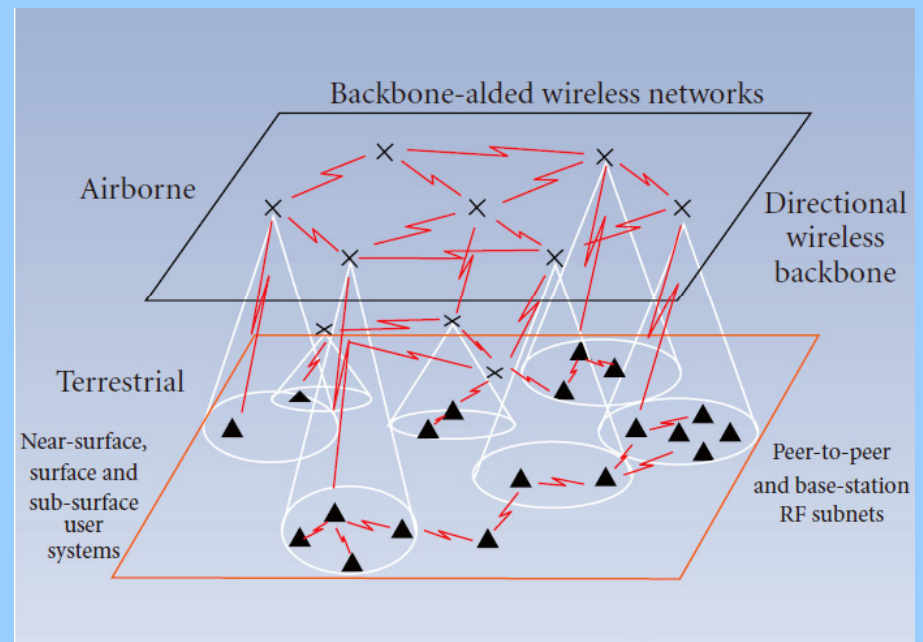 Backbone-alded wireless networks
Airborne
Directional
wireless
backbone
Terrestrial
Near-surface,
surface and
sub-surface
user
systems
Peer-to-peer
and base-station
RF subnets